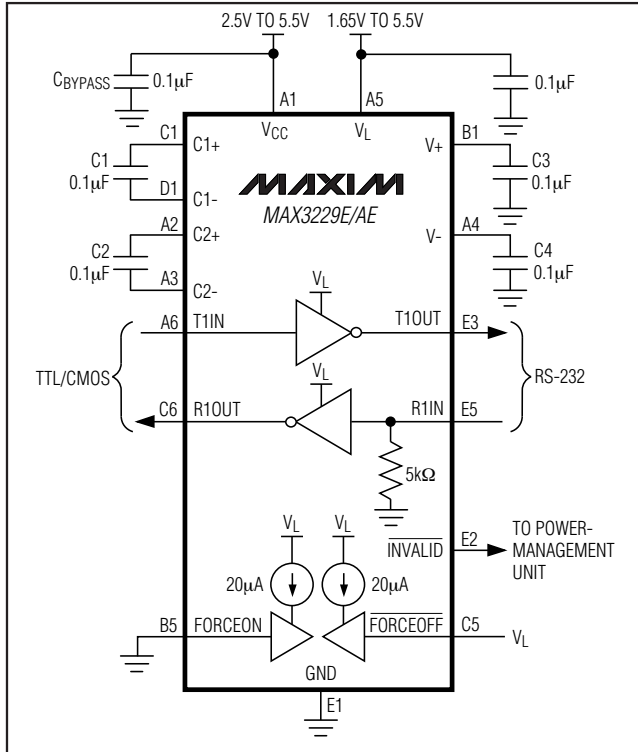 2.5V TO 5.5V 1.65V TO 5.5V
CBYPASS 0.1μF 0.1μF
A1 A5
VCC VL
C1 C1+ V+ B1
C1 0.1μF
C3 0.1μF
D1 C1-
MAXIM
MAX3229E/AE
A2 C2+ V- A4
C2 0.1μF
C4 0.1μF
A3 C2-
VL
A6 T1IN T1OUT E3
TTL/CMOS RS-232
VL
C6 R1OUT R1IN E5
5kΩ
VL VL
INVALID E2
TO POWER-
MANAGEMENT
UNIT
20μA 20μA
B5 FORCEON FORCEOFF C5 VL
GND
E1